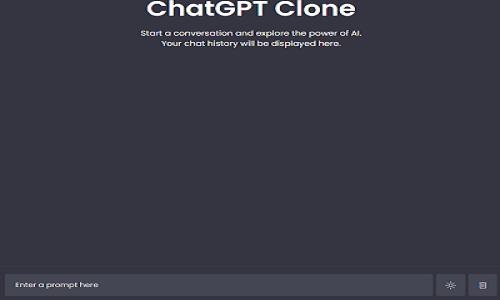 ChatGPT Clone
Start a conversation and explore the power of AI.
Your chat history will be displayed here.
Enter a prompt here